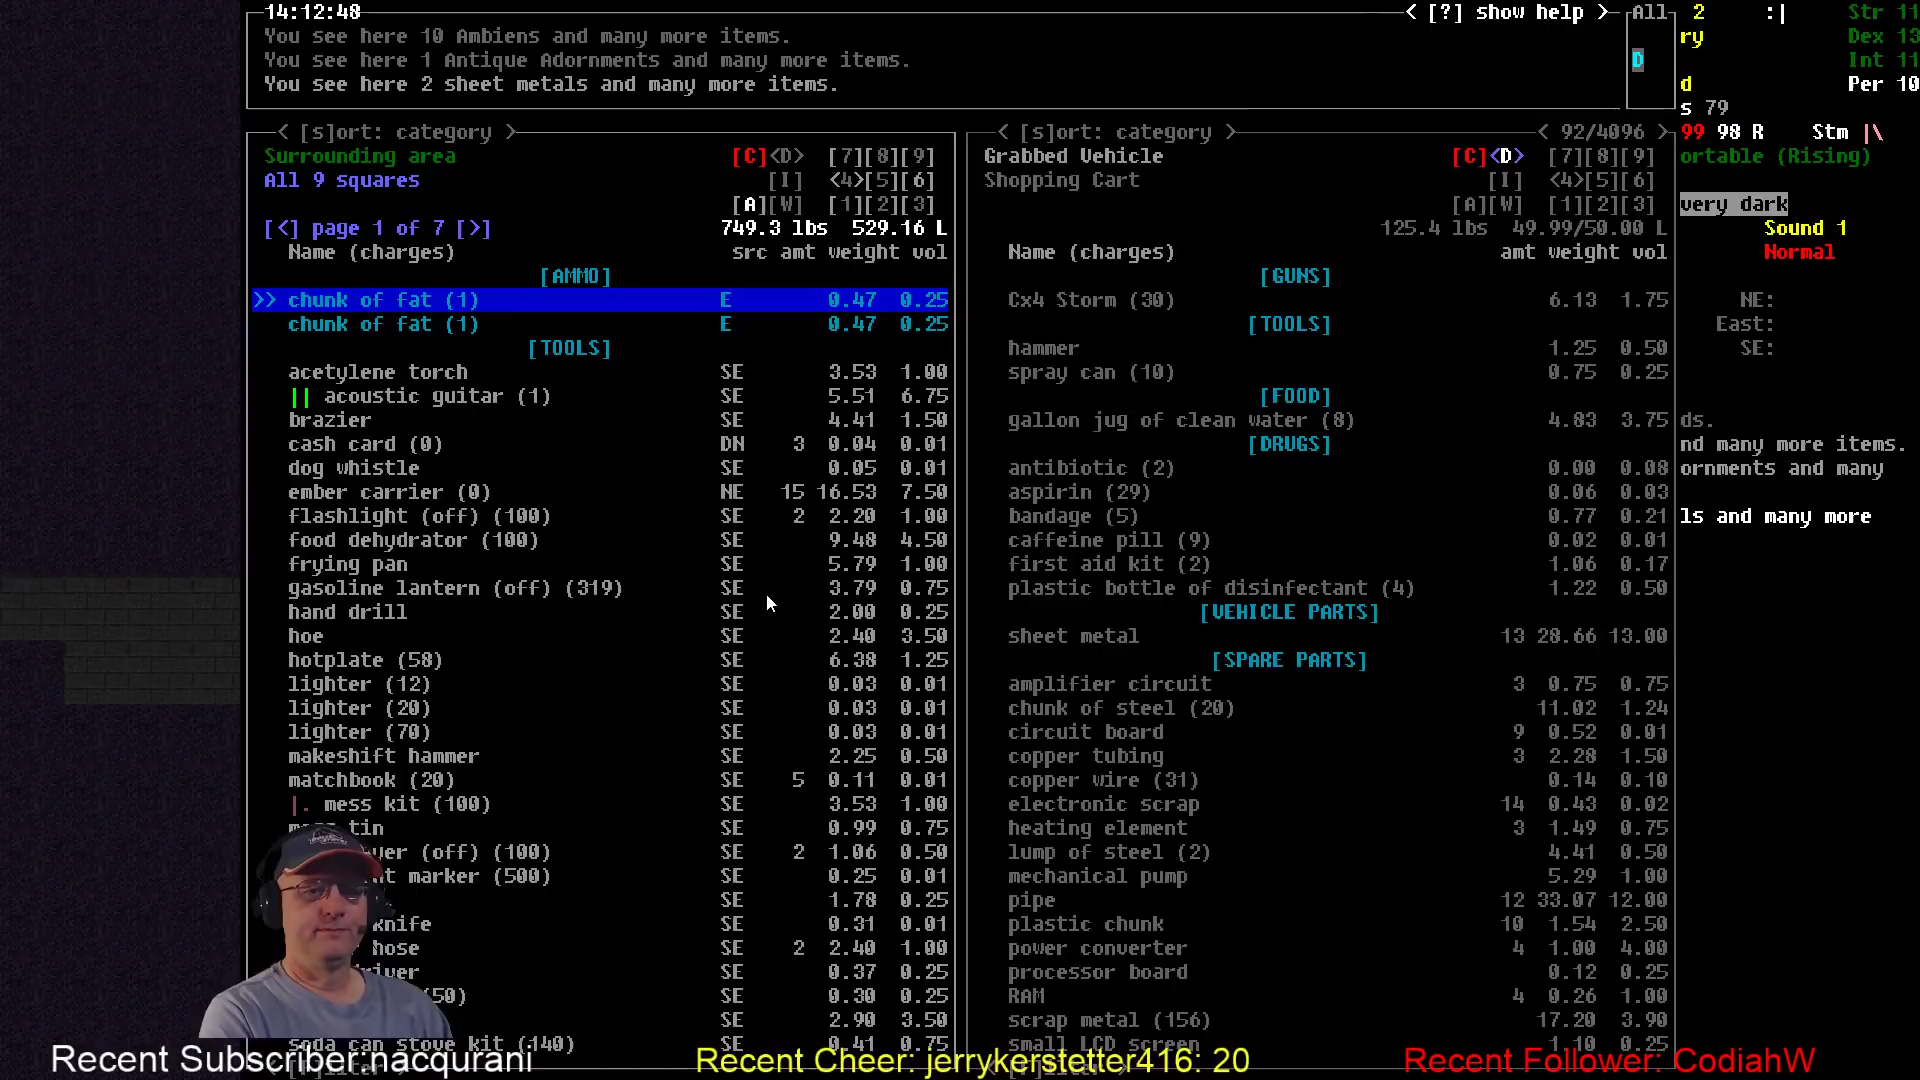 14:12:48
< [?] show help >
You see here 10 Ambiens and many more items.
You see here 1 Antique Adornments and many more items.
You see here 2 sheet metals and many more items.
All
D
2 :| Str 11
ry Dex 13
Int 11
d Per 10
s 79
99 98 R Stm |\
ortable (Rising)
very dark
Sound 1
Normal
NE:
East:
SE:
ds.
nd many more items.
ornments and many
ls and many more
< [s]ort: category >
Surrounding area [C]<D> [7][8][9]
All 9 squares [I] <4>[5][6]
[A][W] [1][2][3]
[<] page 1 of 7 [>] 749.3 lbs 529.16 L
Name (charges) src amt weight vol
[AMMO]
>> chunk of fat (1) E 0.47 0.25
chunk of fat (1) E 0.47 0.25
[TOOLS]
acetylene torch SE 3.53 1.00
|| acoustic guitar (1) SE 5.51 6.75
brazier SE 4.41 1.50
cash card (0) DN 3 0.04 0.01
dog whistle SE 0.05 0.01
ember carrier (0) NE 15 16.53 7.50
flashlight (off) (100) SE 2 2.20 1.00
food dehydrator (100) SE 9.48 4.50
frying pan SE 5.79 1.00
gasoline lantern (off) (319) SE 3.79 0.75
hand drill SE 2.00 0.25
hoe SE 2.40 3.50
hotplate (58) SE 6.38 1.25
lighter (12) SE 0.03 0.01
lighter (20) SE 0.03 0.01
lighter (70) SE 0.03 0.01
makeshift hammer SE 2.25 0.50
matchbook (20) SE 5 0.11 0.01
|. mess kit (100) SE 3.53 1.00
tin SE 0.99 0.75
yer (off) (100) SE 2 1.06 0.50
t marker (500) SE 0.25 0.01
SE 1.78 0.25
knife SE 0.31 0.01
hose SE 2 2.40 1.00
driver SE 0.37 0.25
(50) SE 0.30 0.25
SE 2.90 3.50
soda can stove kit (140) SE 0.41 0.75
< [s]ort: category > < 92/4096 >
Grabbed Vehicle [C]<D> [7][8][9]
Shopping Cart [I] <4>[5][6]
[A][W] [1][2][3]
125.4 lbs 49.99/50.00 L
Name (charges) amt weight vol
[GUNS]
Cx4 Storm (30) 6.13 1.75
[TOOLS]
hammer 1.25 0.50
spray can (10) 0.75 0.25
[FOOD]
gallon jug of clean water (8) 4.83 3.75
[DRUGS]
antibiotic (2) 0.00 0.08
aspirin (29) 0.06 0.03
bandage (5) 0.77 0.21
caffeine pill (9) 0.02 0.01
first aid kit (2) 1.06 0.17
plastic bottle of disinfectant (4) 1.22 0.50
[VEHICLE PARTS]
sheet metal 13 28.66 13.00
[SPARE PARTS]
amplifier circuit 3 0.75 0.75
chunk of steel (20) 11.02 1.24
circuit board 9 0.52 0.01
copper tubing 3 2.28 1.50
copper wire (31) 0.14 0.10
electronic scrap 14 0.43 0.02
heating element 3 1.49 0.75
lump of steel (2) 4.41 0.50
mechanical pump 5.29 1.00
pipe 12 33.07 12.00
plastic chunk 10 1.54 2.50
power converter 4 1.00 4.00
processor board 0.12 0.25
RAM 4 0.26 1.00
scrap metal (156) 17.20 3.90
small LCD screen 1.10 0.25
Recent Subscriber:nacqurani
Recent Cheer: jerrykerstetter416: 20
Recent Follower: CodiahW